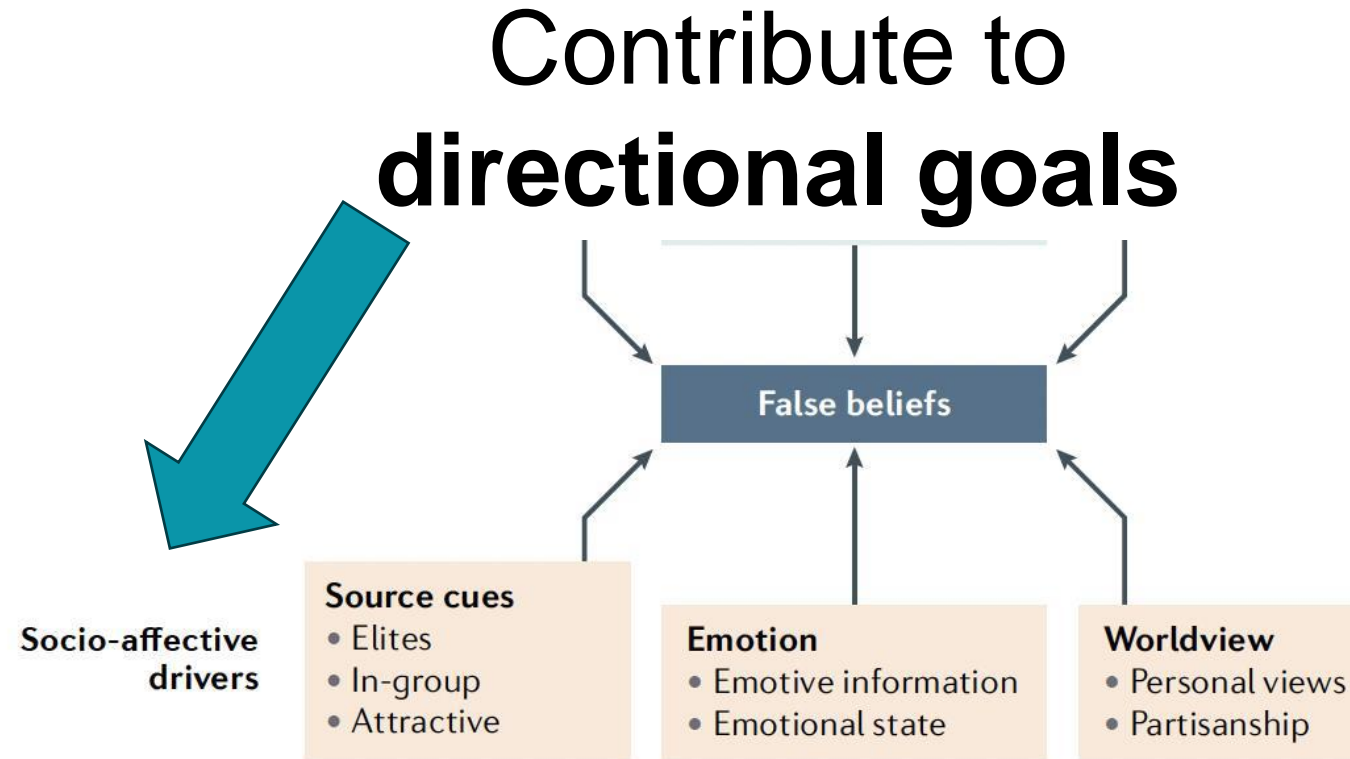 Contribute to
directional goals
False beliefs
Socio-affective
drivers
Source cues
• Elites
• In-group
• Attractive
Emotion
• Emotive information
• Emotional state
Worldview
• Personal views
• Partisanship